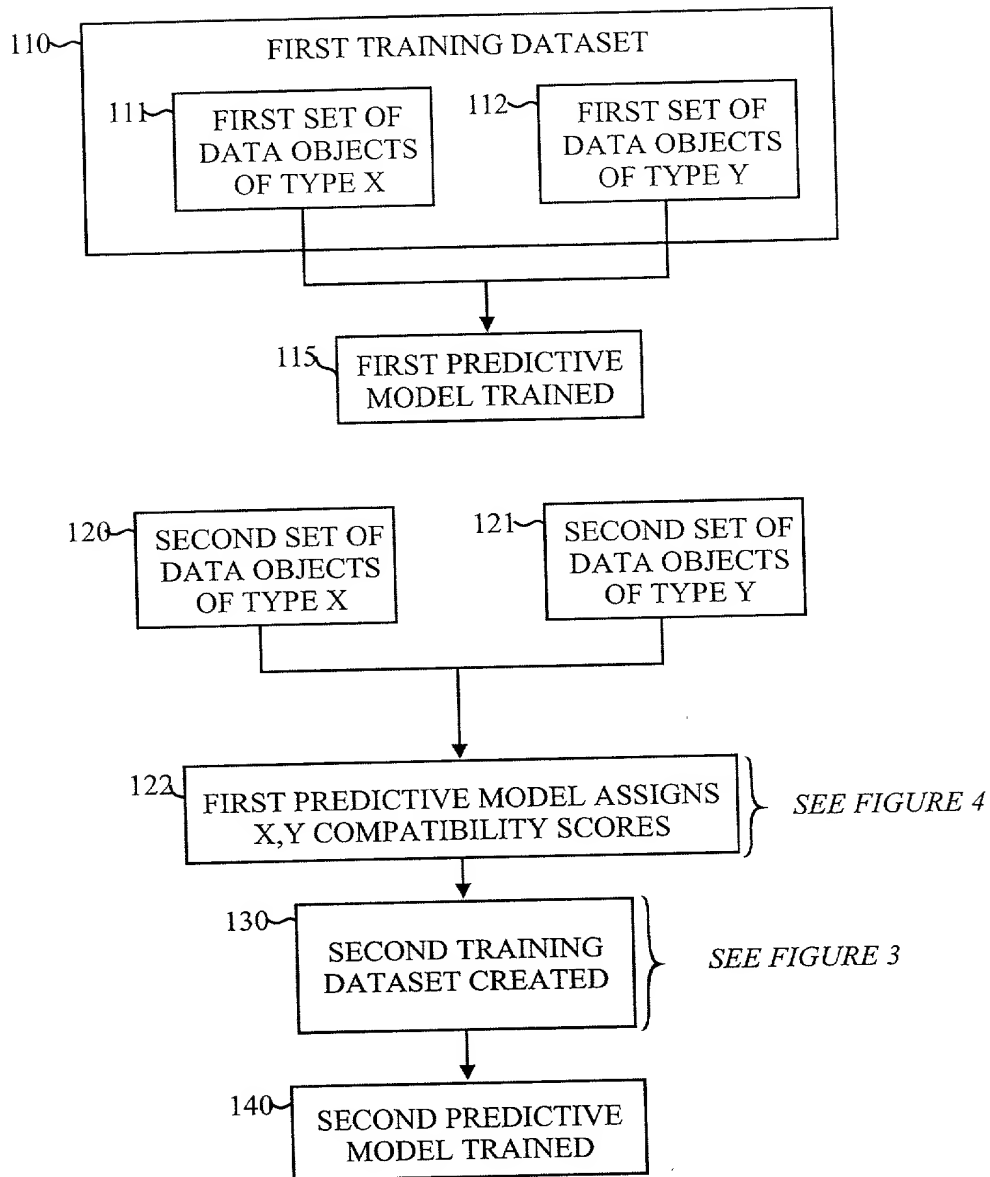 110
FIRST TRAINING DATASET
111
FIRST SET OF
DATA OBJECTS
OF TYPE X
112
FIRST SET OF
DATA OBJECTS
OF TYPE Y
115
FIRST PREDICTIVE
MODEL TRAINED
120
SECOND SET OF
DATA OBJECTS
OF TYPE X
121
SECOND SET OF
DATA OBJECTS
OF TYPE Y
122
FIRST PREDICTIVE MODEL ASSIGNS
X,Y COMPATIBILITY SCORES
SEE FIGURE 4
130
SECOND TRAINING
DATASET CREATED
SEE FIGURE 3
140
SECOND PREDICTIVE
MODEL TRAINED